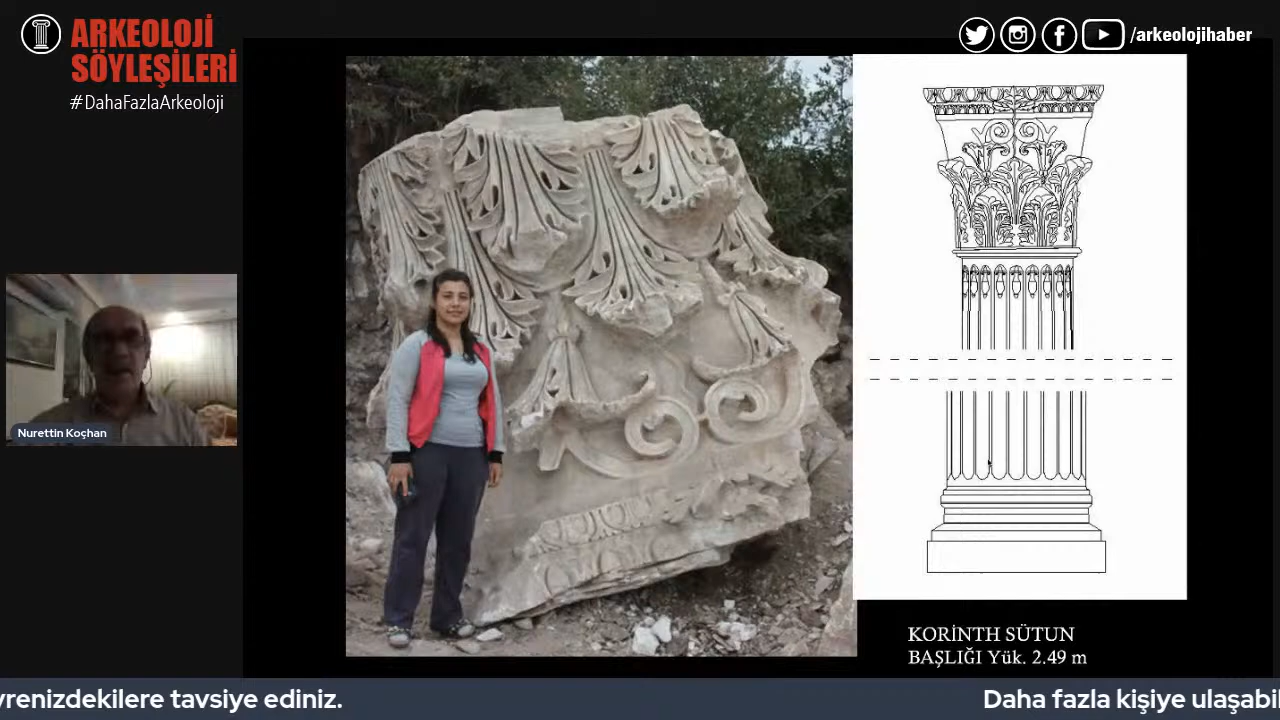 ARKEOLOJİ
SÖYLEŞİLERİ
#DahaFazlaArkeoloji
/arkeolojihaber
Nurettin Koçhan
KORİNTH SÜTUN
BAŞLIĞI Yük. 2.49 m
vrenizdekilere tavsiye ediniz.
Daha fazla kişiye ulaşabil